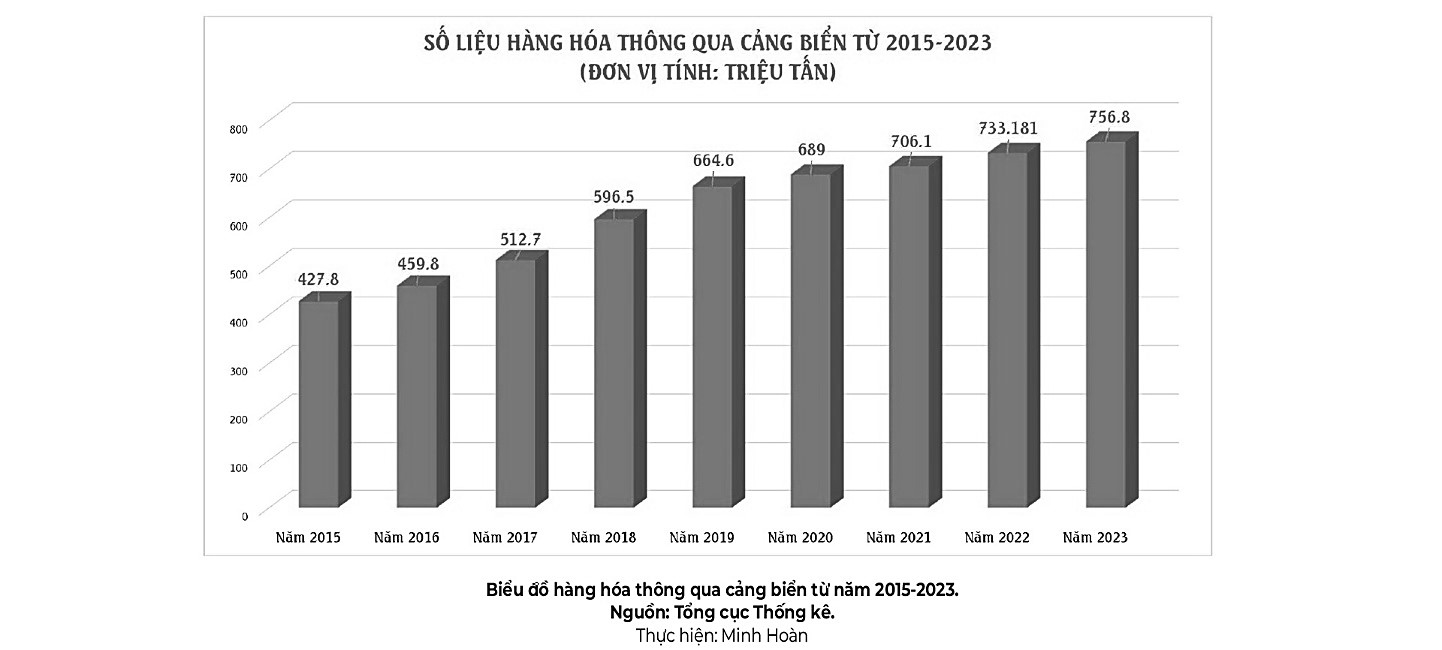 SỐ LIỆU HÀNG HÓA THÔNG QUA CẢNG BIỂN TỪ 2015-2023
(ĐƠN VỊ TÍNH: TRIỆU TẤN)
800
700
600
500
400
300
200
100
0
427.8
459.8
512.7
596.5
664.6
689
706.1
733.181
756.8
Năm 2015
Năm 2016
Năm 2017
Năm 2018
Năm 2019
Năm 2020
Năm 2021
Năm 2022
Năm 2023
Biểu đồ hàng hóa thông qua cảng biển từ năm 2015-2023.
Nguồn: Tổng cục Thống kê.
Thực hiện: Minh Hoàn